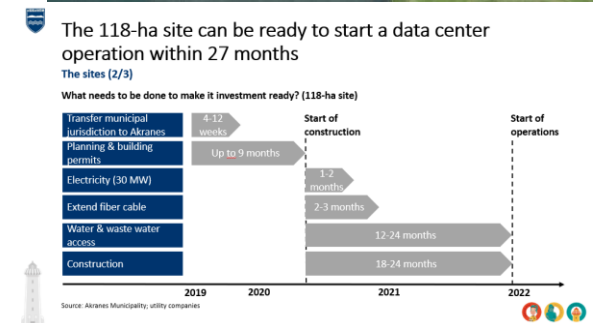 The 118-ha site can be ready to start a data center
operation within 27 months
The sites (2/3)
What needs to be done to make it investment ready? (118-ha site)
Transfer municipal
jurisdiction to Akranes
4-12
weeks
Start of
construction
Start of
operations
Planning & building
permits
Up to 9 months
Electricity (30 MW)
1-2
months
Extend fiber cable
2-3 months
Water & waste water
access
12-24 months
Construction
18-24 months
2019
2020
2021
2022
Source: Akranes Municipality; utility companies